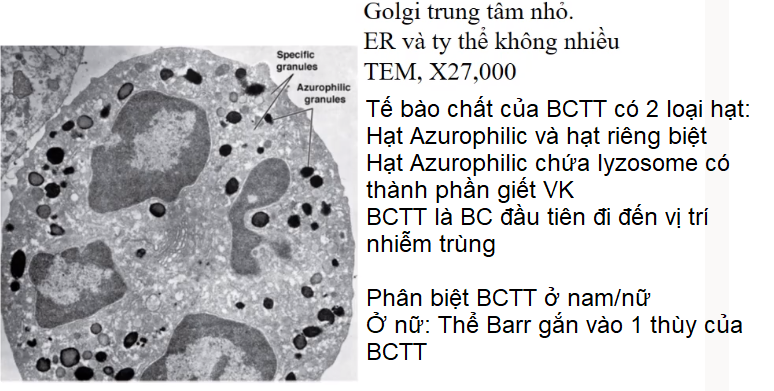 Golgi trung tâm nhỏ.
ER và ty thể không nhiều
TEM, X27,000
Specific
granules
Azurophilic
granules
Tế bào chất của BCTT có 2 loại hạt:
Hạt Azurophilic và hạt riêng biệt
Hạt Azurophilic chứa lyzosome có
thành phần giết VK
BCTT là BC đầu tiên đi đến vị trí
nhiễm trùng
Phân biệt BCTT ở nam/nữ
Ở nữ: Thể Barr gắn vào 1 thùy của
BCTT